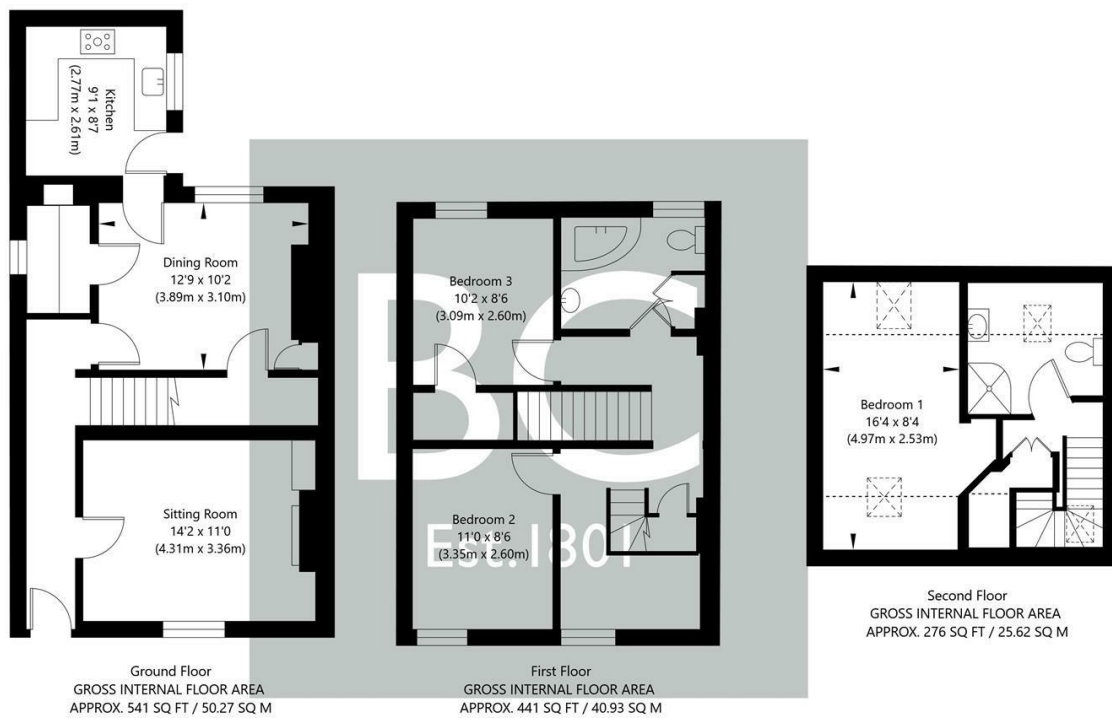 Kitchen
9'1 x 8'7
(2.77m x 2.61m)
Dining Room
12'9 x 10'2
(3.89m x 3.10m)
Sitting Room
14'2 x 11'0
(4.31m x 3.36m)
Ground Floor
GROSS INTERNAL FLOOR AREA
APPROX. 541 SQ FT / 50.27 SQ M
BC
Est.1801
Bedroom 3
10'2 x 8'6
(3.09m x 2.60m)
Bedroom 2
11'0 x 8'6
(3.35m x 2.60m)
First Floor
GROSS INTERNAL FLOOR AREA
APPROX. 441 SQ FT / 40.93 SQ M
Bedroom 1
16'4 x 8'4
(4.97m x 2.53m)
Second Floor
GROSS INTERNAL FLOOR AREA
APPROX. 276 SQ FT / 25.62 SQ M